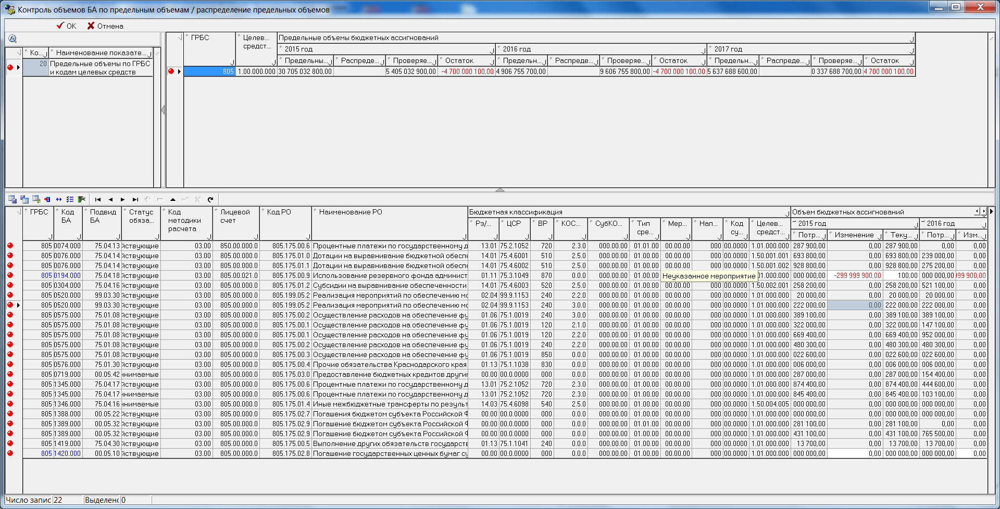 Контроль объемов БА по предельным объемам / распределение предельных объемов
OK Отмена
Ко... Наименование показате...
20 Предельные объемы по ГРБС
и кодам целевых средств
ГРБС Целев... Предельные объемы бюджетных ассигнований
средст...
2015 год 2016 год 2017 год
Предельны... Распреде... Проверяе... Остаток Предельн... Распреде... Проверяе... Остаток Предельн... Распреде... Проверяе... Остаток
805 1.00.000.000 30 705 032 800,00 5 405 032 900,00 -4 700 000 100,00 4 906 755 700,00 9 606 755 800,00 -4 700 000 100,00 5 637 688 600,00 0 337 688 700,00 4 700 000 100,00
ГРБС Код Подвид Статус Код Лицевой Код РО Наименование РО Бюджетная классификация Объем бюджетных ассигнований
БА БА обяза... методики счет
расчета
Рз/... ЦСР ВР КОС... СубКО... Тип Мер... Нап... Код Целев... 2015 год 2016 год
сре... су... средст... Потр... Изменение Теку... Потр... Изм...
805 0074.000 75.04.13 йствующие 03.00 850.00.000.0 805.175.00.6 Процентные платежи по государственному д 13.01 75.2.1052 720 2.3.0 000.00.00 01.01.00 00.00.00 000 00.0000 1.01.000.000 287 900,00 0,00 287 900,00 0,00 0,00
805 0076.000 75.04.14 йствующие 03.00 805.00.000.0 805.175.01.0 Дотации на выравнивание бюджетной обеспе 14.01 75.4.6001 510 2.5.0 000.00.00 01.00.00 00.00.00 000 00.0000 1.50.001.001 693 800,00 0,00 693 800,00 239 000,00 0,00
805 0076.000 75.04.14 йствующие 03.00 805.00.000.0 805.175.01.1 Дотации на выравнивание бюджетной обеспе 14.01 75.4.6002 510 2.5.0 000.00.00 01.00.00 00.00.00 000 00.0000 1.50.001.002 928 800,00 0,00 928 800,00 275 200,00 0,00
805 0194.000 75.04.18 йствующие 03.00 805.00.021.0 805.175.00.9 Использование резервного фонда админист 01.11 75.3.1049 870 0.0.0 000.00.00 01.00.00 Неуказанное мероприятие 01.000.000 000 000,00 -299 999 900,00 100,00 000 000,00 999 900,00
805 0304.000 75.04.16 йствующие 03.00 805.00.000.0 805.175.01.2 Субсидии на выравнивание обеспеченности 14.01 75.4.6003 520 2.5.0 000.00.00 01.00.00 00.00.00 000 00.0000 1.50.002.001 258 200,00 0,00 258 200,00 521 100,00 0,00
805 0520.000 99.03.30 йствующие 03.00 805.00.000.0 805.199.05.2 Реализация мероприятий по обеспечению мо 02.04 99.9.1153 240 2.2.0 000.00.00 01.00.00 00.00.00 000 00.0000 1.01.000.000 20 000,00 0,00 20 000,00 20 000,00 0,00
805 0520.000 99.03.30 йствующие 03.00 805.00.000.0 805.199.05.2 Реализация мероприятий по обеспечению мо 02.04 99.9.1153 240 3.0.0 000.00.00 01.00.00 00.00.00 000 00.0000 1.01.000.000 222 000,00 0,00 222 000,00 222 000,00 0,00
805 0575.000 75.01.08 йствующие 03.00 805.00.000.0 805.175.00.2 Осуществление расходов на обеспечение фу 01.06 75.1.0019 240 3.0.0 000.00.00 01.00.00 00.00.00 000 00.0000 1.01.000.000 389 100,00 0,00 389 100,00 389 100,00 0,00
805 0575.000 75.01.08 йствующие 03.00 805.00.000.0 805.175.00.1 Осуществление расходов на обеспечение фу 01.06 75.1.0019 120 2.1.0 000.00.00 01.00.00 00.00.00 000 00.0000 1.01.000.000 322 000,00 0,00 322 000,00 147 100,00 0,00
805 0575.000 75.01.08 йствующие 03.00 805.00.000.0 805.175.00.1 Осуществление расходов на обеспечение фу 01.06 75.1.0019 120 2.2.0 000.00.00 01.00.00 00.00.00 000 00.0000 1.01.000.000 669 400,00 0,00 669 400,00 952 000,00 0,00
805 0575.000 75.01.08 йствующие 03.00 805.00.000.0 805.175.00.2 Осуществление расходов на обеспечение фу 01.06 75.1.0019 240 2.2.0 000.00.00 01.00.00 00.00.00 000 00.0000 1.01.000.000 480 300,00 0,00 480 300,00 480 300,00 0,00
805 0575.000 75.01.08 йствующие 03.00 805.00.000.0 805.175.00.3 Осуществление расходов на обеспечение фу 01.06 75.1.0019 850 0.0.0 000.00.00 01.00.00 00.00.00 000 00.0000 1.01.000.000 022 600,00 0,00 022 600,00 022 600,00 0,00
805 0576.000 75.01.30 йствующие 03.00 805.00.000.0 805.175.00.4 Прочие обязательства Краснодарского края 01.13 75.1.1038 830 0.0.0 000.00.00 01.00.00 00.00.00 000 00.0000 1.01.000.000 006 000,00 0,00 006 000,00 006 000,00 0,00
805 0719.000 00.05.42 инимаемые 03.00 805.00.000.0 805.175.03.0 Предоставление бюджетных кредитов други 00.00 00.0.0000 000 0.0.0 000.00.00 01.00.00 00.00.00 000 00.0000 1.01.000.000 287 000,00 0,00 287 000,00 154 400,00 0,00
805 1345.000 75.04.17 йствующие 03.00 805.00.000.0 805.175.00.6 Процентные платежи по государственному д 13.01 75.2.1052 720 2.3.0 000.00.00 01.00.00 00.00.00 000 00.0000 1.01.000.000 874 400,00 0,00 874 400,00 444 600,00 0,00
805 1345.000 75.04.17 инимаемые 03.00 805.00.000.0 805.175.00.6 Процентные платежи по государственному д 13.01 75.2.1052 720 2.3.0 000.00.00 01.00.00 00.00.00 000 00.0000 1.01.000.000 845 400,00 0,00 845 400,00 103 100,00 0,00
805 1346.000 75.04.16 инимаемые 03.00 805.00.000.0 805.175.01.4 Иные межбюджетные трансферты по результ 14.03 75.4.6098 540 2.5.0 000.00.00 01.00.00 00.00.00 000 00.0000 1.50.004.005 000 000,00 0,00 000 000,00 000 000,00 0,00
805 1388.000 00.05.22 йствующие 03.00 805.00.000.0 805.175.02.7 Погашения бюджетом субъекта Российской Ф 00.00 00.0.0000 000 0.0.0 000.00.00 01.00.00 00.00.00 000 00.0000 1.01.000.000 000 000,00 0,00 000 000,00 000 000,00 0,00
805 1389.000 00.05.32 йствующие 03.00 805.00.000.0 805.175.02.9 Погашение бюджетом субъекта Российской Ф 00.00 00.0.0000 000 0.0.0 000.00.00 01.01.00 00.00.00 000 00.0000 1.01.000.000 281 100,00 0,00 281 100,00 0,00 0,00
805 1389.000 00.05.32 йствующие 03.00 805.00.000.0 805.175.02.9 Погашение бюджетом субъекта Российской Ф 00.00 00.0.0000 000 0.0.0 000.00.00 01.00.00 00.00.00 000 00.0000 1.01.000.000 431 100,00 0,00 431 100,00 765 500,00 0,00
805 1419.000 75.04.30 йствующие 03.00 805.00.000.0 805.175.00.5 Выполнение других обязательств государств 01.13 75.1.1041 240 0.0.0 000.00.00 01.00.00 00.00.00 000 00.0000 1.01.000.000 13 700,00 0,00 13 700,00 13 700,00 0,00
805 1420.000 00.05.10 йствующие 03.00 805.00.000.0 805.175.02.8 Погашение государственных ценных бумаг су 00.00 00.0.0000 000 0.0.0 000.00.00 01.00.00 00.00.00 000 00.0000 1.01.000.000 000 000,00 0,00 000 000,00 000 000,00 0,00
Число запис 22 Выделенс 0